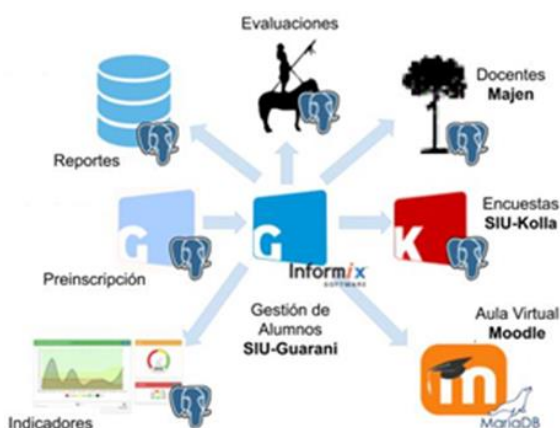 Evaluaciones
Docentes
Majen
Reportes
Encuestas
SIU-Kolla
G
G
K
Informix
SOFTWARE
Preinscripción
Gestión de
Alumnos
SIU-Guarani
Aula Virtual
Moodle
m
MariaDB
Indicadores